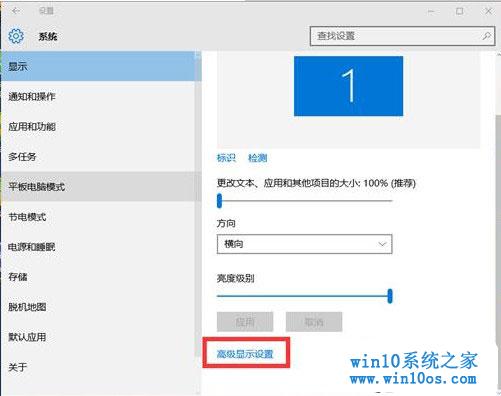 设置
系统
查找设置
显示
通知和操作
应用和功能
多任务
平板电脑模式
节电模式
电源和睡眠
存储
脱机地图
默认应用
关于
1
标识 检测
更改文本、应用和其他项目的大小: 100% (推荐)
方向
横向
亮度级别
应用 取消
高级显示设置
win10系统之家
www.win10os.com